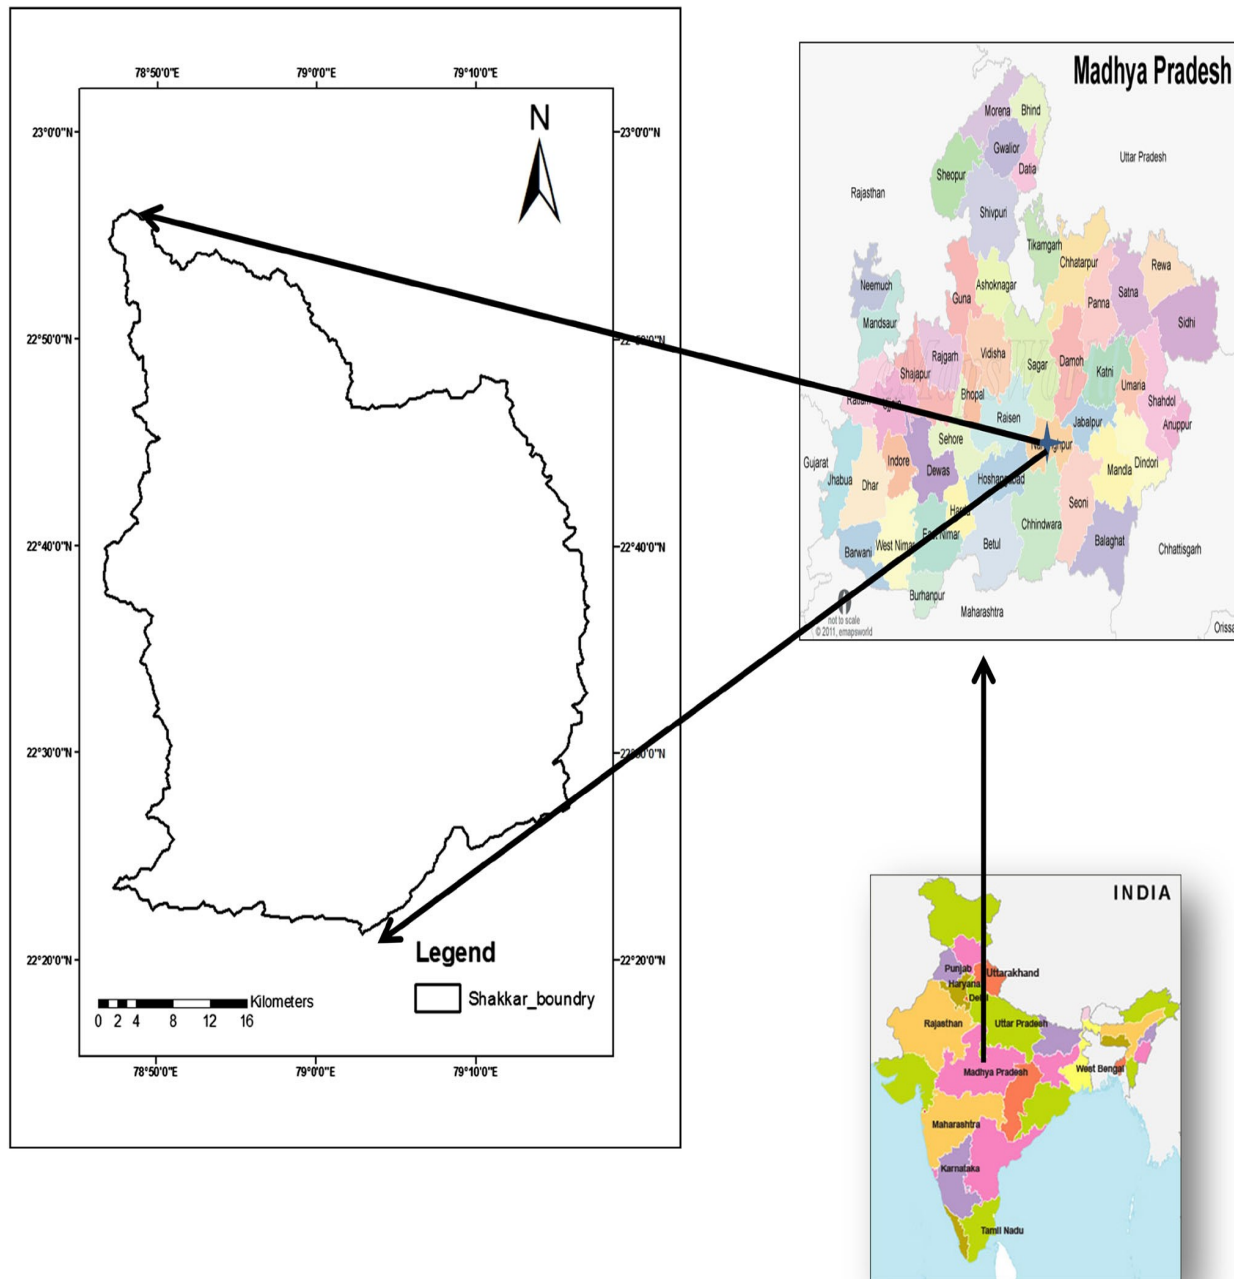 78°50'0"E 79°0'0"E 79°10'0"E
23°0'0"N 23°0'0"N
N
22°50'0"N
22°40'0"N 22°40'0"N
22°30'0"N
22°20'0"N 22°20'0"N
Legend
Shakkar_boundry
Kilometers
0 2 4 8 12 16
78°50'0"E 79°0'0"E 79°10'0"E
Madhya Pradesh
Morena
Bhind
Gwalior
Uttar Pradesh
Datia
Sheopur
Rajasthan
Shivpuri
Tikamgarh
Chhatarpur
Rewa
Neemuch
Ashoknagar
Guna
Satna
Panna
Mandsaur
Sidhi
Rajgarh
Vidisha
Sagar
Damoh
Katni
Shajapur
Umaria
Bhopal
Shahdol
Raisen
Jabalpur
Anuppur
Sehore
Gujarat
Indore
Dewas
Mandla
Dindori
Jhabua
Dhar
Hoshangabad
Seoni
Chhindwara
Barwani
West Nimar
East Nimar
Betul
Balaghat
Chhattisgarh
Burhanpur
Maharashtra
not to scale
© 2011, emapsworld
Orissa
INDIA
Punjab
Uttarakhand
Haryana
Delhi
Rajasthan
Uttar Pradesh
Madhya Pradesh
West Bengal
Maharashtra
Karnataka
Tamil Nadu